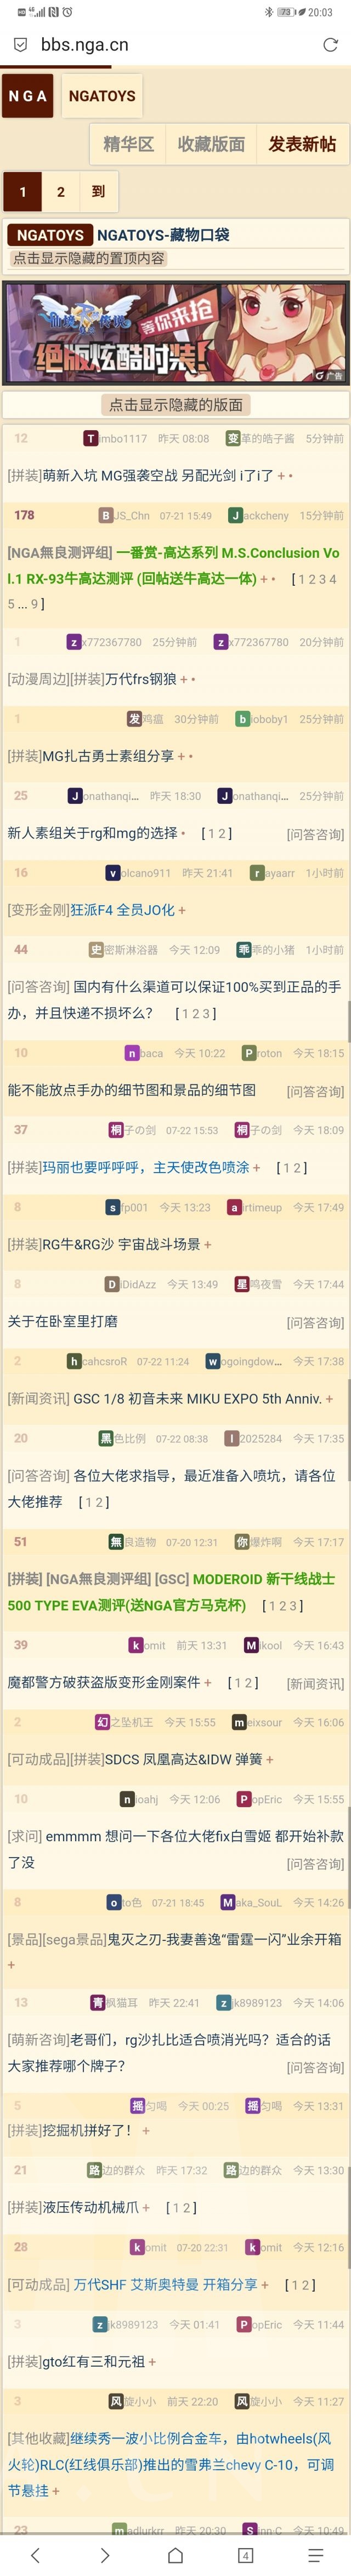 73 20:03
bbs.nga.cn
NGA NGATOYS
精华区 收藏版面 发表新帖
1 2 到
NGATOYS NGATOYS-藏物口袋
点击显示隐藏的置顶内容
等你来抢
绝版炫酷时装!
广告
点击显示隐藏的版面
12 Timbo1117 昨天 08:08 变革的皓子酱 5分钟前
[拼装]萌新入坑 MG强袭空战 另配光剑 i了i了 + •
178 BJS_Chn 07-21 15:49 Jackcheny 15分钟前
[NGA無良测评组] 一番赏-高达系列 M.S.Conclusion Vo
l.1 RX-93牛高达测评 (回帖送牛高达一体) + • [ 1 2 3 4
5 ... 9 ]
1 zx772367780 25分钟前 zx772367780 20分钟前
[动漫周边][拼装]万代frs钢狼 + •
1 发鸡瘟 30分钟前 bioboby1 25分钟前
[拼装]MG扎古勇士素组分享 + •
25 Jonathanqi... 昨天 18:30 Jonathanqi... 25分钟前
新人素组关于rg和mg的选择 • [ 1 2 ] [问答咨询]
16 volcano911 昨天 21:41 rayaarr 1小时前
[变形金刚]狂派F4 全员JO化 +
44 史密斯淋浴器 今天 12:09 乖乖的小猪 1小时前
[问答咨询] 国内有什么渠道可以保证100%买到正品的手
办，并且快递不损坏么？ [ 1 2 3 ]
10 nbaca 今天 10:22 Proton 今天 18:15
能不能放点手办的细节图和景品的细节图 [问答咨询]
37 桐子の剑 07-22 15:53 桐子の剑 今天 18:09
[拼装]玛丽也要呼呼呼，主天使改色喷涂 + [ 1 2 ]
8 sfp001 今天 13:23 airtimeup 今天 17:49
[拼装]RG牛&RG沙 宇宙战斗场景 +
8 DiDidAzz 今天 13:49 星鸣夜雪 今天 17:44
关于在卧室里打磨 [问答咨询]
2 hcahcsroR 07-22 11:24 wogoingdow... 今天 17:38
[新闻资讯] GSC 1/8 初音未来 MIKU EXPO 5th Anniv. +
20 黑色比例 07-22 08:38 l2025284 今天 17:35
[问答咨询] 各位大佬求指导，最近准备入喷坑，请各位
大佬推荐 [ 1 2 ]
51 無良造物 07-20 12:31 你爆炸啊 今天 17:17
[拼装] [NGA無良测评组] [GSC] MODEROID 新干线战士
500 TYPE EVA测评(送NGA官方马克杯) [ 1 2 3 ]
39 komit 前天 13:31 Mikool 今天 16:43
魔都警方破获盗版变形金刚案件 + [ 1 2 ] [新闻资讯]
2 幻之坠机王 今天 15:55 meixsour 今天 16:06
[可动成品][拼装]SDCS 凤凰高达&IDW 弹簧 +
10 nioahj 今天 12:06 PopEric 今天 15:55
[求问] emmmm 想问一下各位大佬fix白雪姬 都开始补款
了没 [问答咨询]
8 oto色 07-21 18:45 Maka_SouL 今天 14:26
[景品][sega景品]鬼灭之刃-我妻善逸“雷霆一闪”业余开箱
+
13 青枫猫耳 昨天 22:41 zjk8989123 今天 14:06
[萌新咨询]老哥们，rg沙扎比适合喷消光吗？适合的话
大家推荐哪个牌子？ [问答咨询]
5 摇匀喝 今天 00:25 摇匀喝 今天 13:31
[拼装]挖掘机拼好了！ +
21 路边的群众 昨天 17:32 路边的群众 今天 13:30
[拼装]液压传动机械爪 + [ 1 2 ]
28 komit 07-20 22:31 komit 今天 12:16
[可动成品] 万代SHF 艾斯奥特曼 开箱分享 + [ 1 2 ]
3 zjk8989123 今天 01:41 PopEric 今天 11:44
[拼装]gto红有三和元祖 +
3 风旋小小 前天 22:20 风旋小小 今天 11:27
[其他收藏]继续秀一波小比例合金车，由hotwheels(风
火轮)RLC(红线俱乐部)推出的雪弗兰chevy C-10，可调
节悬挂 +
23 madlurkrr 昨天 20:30 今天 10:49
4